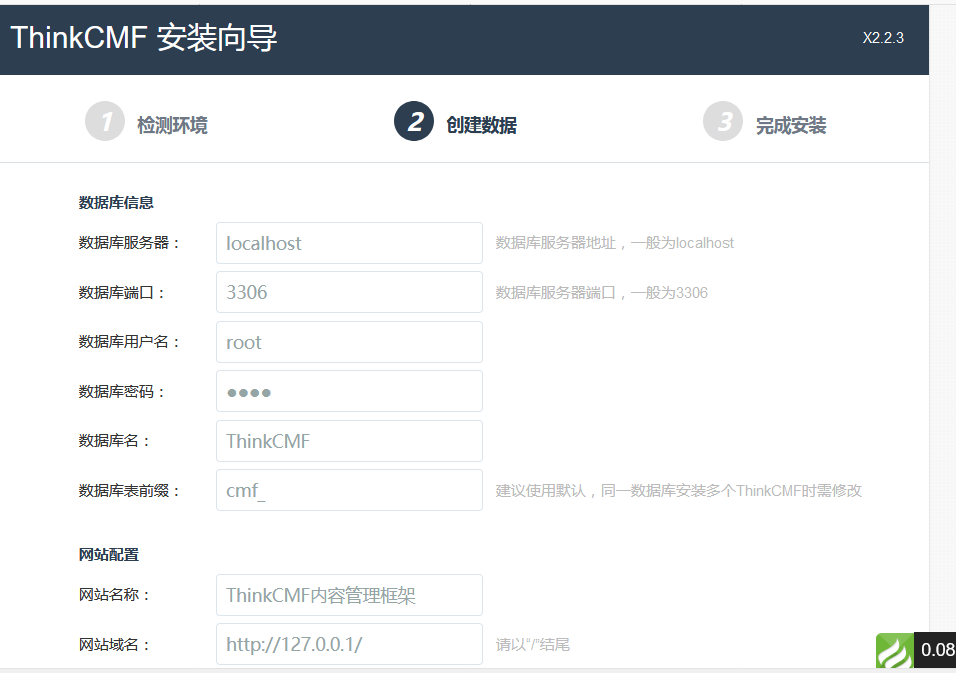 ThinkCMF 安装向导
X2.2.3
1 检测环境
2 创建数据
3 完成安装
数据库信息
数据库服务器： localhost 数据库服务器地址，一般为localhost
数据库端口： 3306 数据库服务器端口，一般为3306
数据库用户名： root
数据库密码： ●●●●
数据库名： ThinkCMF
数据库表前缀： cmf_ 建议使用默认，同一数据库安装多个ThinkCMF时需修改
网站配置
网站名称： ThinkCMF内容管理框架
网站域名： http://127.0.0.1/ 请以“/”结尾
0.08